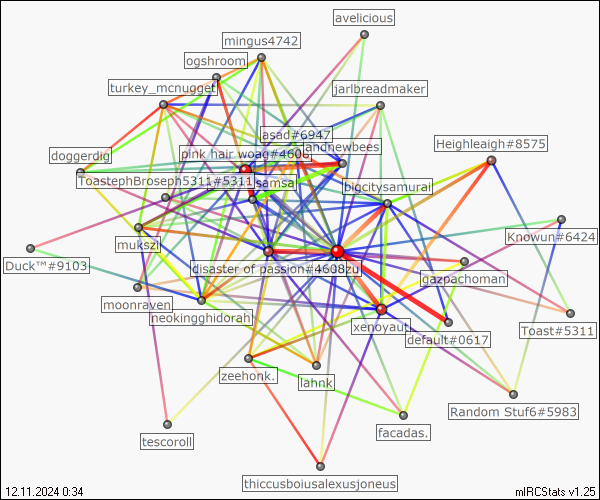 avelicious
mingus4742
ogshroom
turkey_mcnugget
jarlbreadmaker
asad#6947
andnewbees
Heighleaigh#8575
doggerdig
pink hair woag#4600
ToastephBroseph5311#5311
samsa
bigcitysamurai
mukszi
Knowun#6424
Duck™#9103
disaster of passion#4608zu
gazpachoman
moonraven
neokingghidorah
xenoyaut
default#0617
Toast#5311
zeehonk.
lahnk
Random Stuf6#5983
facadas.
tescoroll
thiccusboiusalexusjoneus
12.11.2024 0:34
mIRCStats v1.25